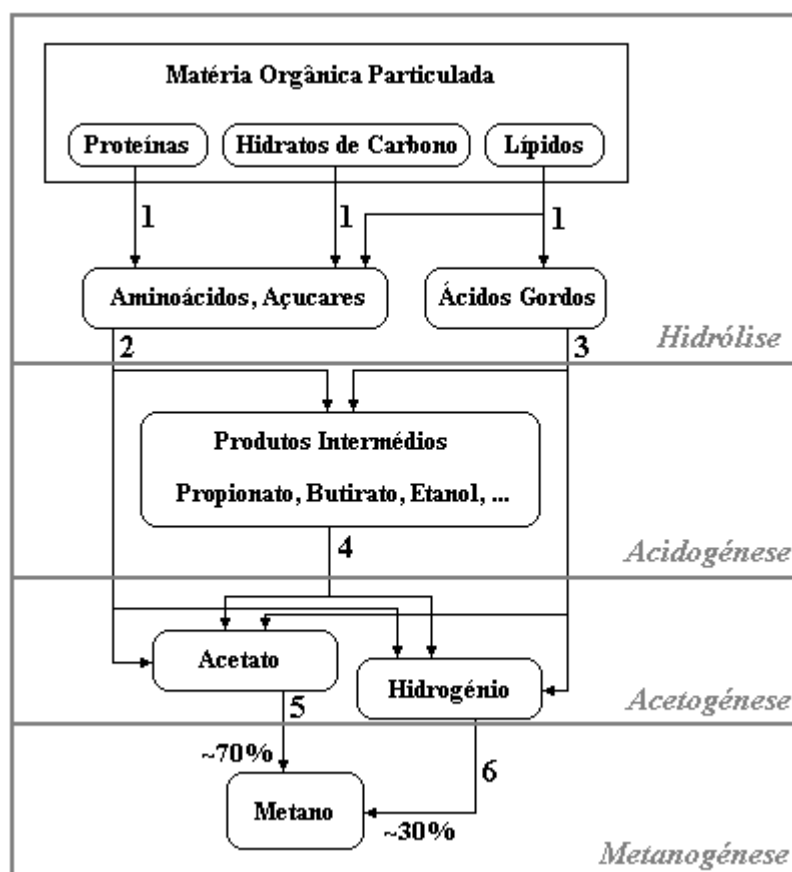 Matéria Orgânica Particulada
Proteínas
Hidratos de Carbono
Lípidos
1
1
1
Aminoácidos, Açucares
Ácidos Gordos
2
3
Hidrólise
Produtos Intermédios
Propionato, Butirato, Etanol, ...
4
Acidogénese
Acetato
Hidrogénio
5
Acetogénese
6
~70%
Metano
~30%
Metanogénese